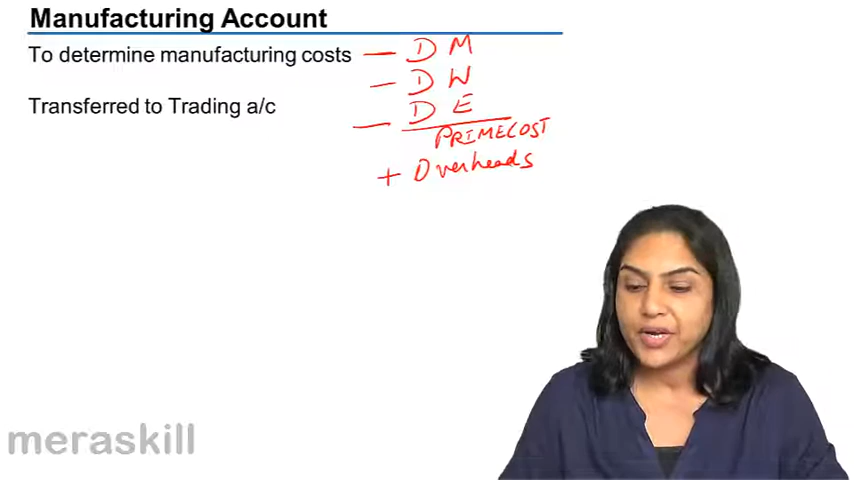 Manufacturing Account
To determine manufacturing costs — D M
— D W
Transferred to Trading a/c — D E
PRIMECOST
+ Overheads
meraskill